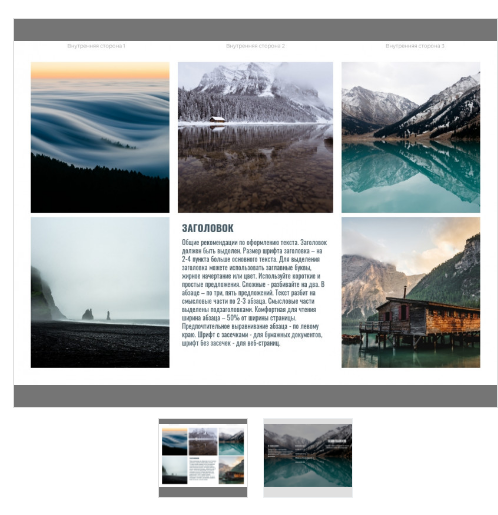 Внутренняя сторона 1
Внутренняя сторона 2
Внутренняя сторона 3
ЗАГОЛОВОК
Общие рекомендации по оформлению текста. Заголовок
должен быть выделен. Размер шрифта заголовка – на
2-4 пункта больше основного текста. Для выделения
заголовка можете использовать заглавные буквы,
жирное начертание или цвет. Используйте короткие и
простые предложения. Сложные - разбивайте на два. В
абзаце – по три, пять предложений. Текст разбит на
смысловые части по 2-3 абзаца. Смысловые части
выделены подзаголовками. Комфортная для чтения
ширина абзаца – 50% от ширины страницы.
Предпочтительное выравнивание абзаца - по левому
краю. Шрифт с засечками - для бумажных документов,
шрифт без засечек - для веб-страниц.